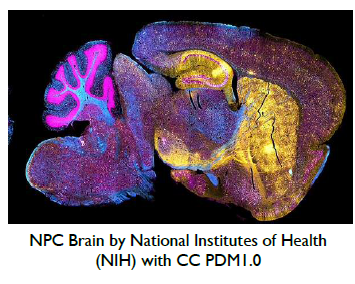 NPC Brain by National Institutes of Health
(NIH) with CC PDM1.0